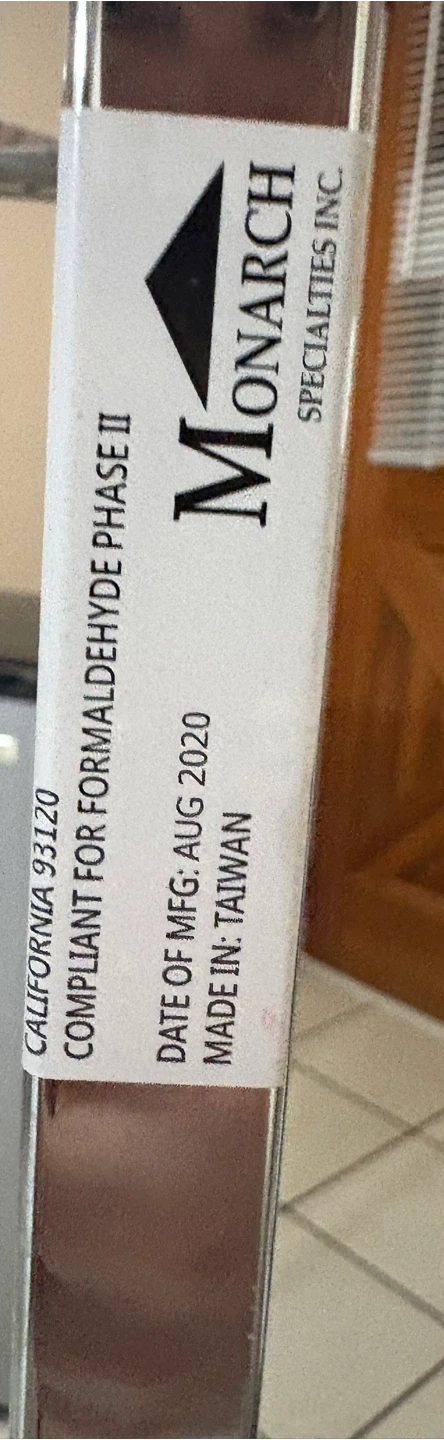 CALIFORNIA 93120
COMPLIANT FOR FORMALDEHYDE PHASE II
DATE OF MFG: AUG 2020
MADE IN: TAIWAN
MONARCH
SPECIALTIES INC.